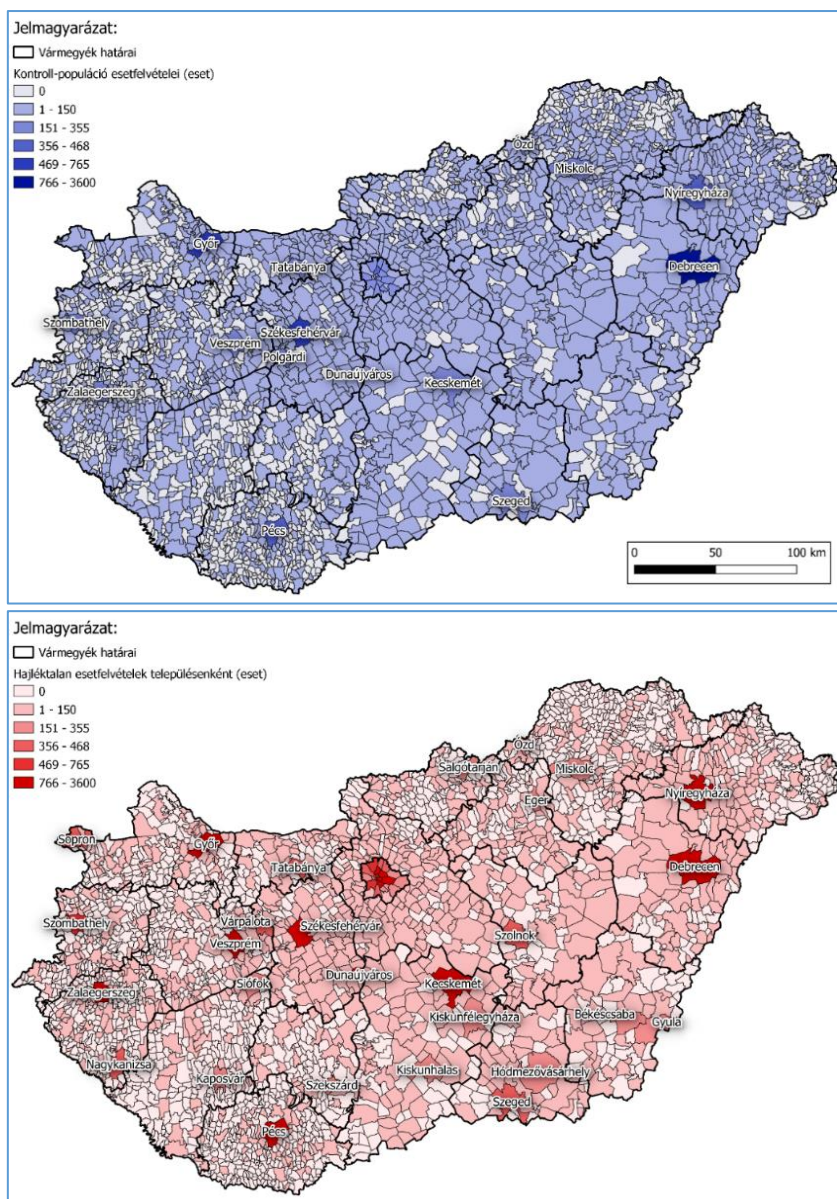 Jelmagyarázat:
Vármegyék határai
Kontroll-populáció esetfelvételei (eset)
0
1 - 150
151 - 355
356 - 468
469 - 765
766 - 3600
Ózd
Miskolc
Nyíregyháza
Győr
Tatabánya
Debrecen
Szombathely
Veszprém
Székesfehérvár
Polgárdi
Dunaújváros
Kecskemét
Zalaegerszeg
Szeged
Pécs
0 50 100 km
Jelmagyarázat:
Vármegyék határai
Hajléktalan esetfelvételek településenként (eset)
0
1 - 150
151 - 355
356 - 468
469 - 765
766 - 3600
Ózd
Salgótarján
Miskolc
Nyíregyháza
Eger
Sopron
Győr
Tatabánya
Debrecen
Szombathely
Várpalota
Székesfehérvár
Veszprém
Szolnok
Zalaegerszeg
Siófok
Dunaújváros
Kecskemét
Kiskunfélegyháza
Békéscsaba
Gyula
Nagykanizsa
Kaposvár
Szekszárd
Kiskunhalas
Hódmezővásárhely
Szeged
Pécs